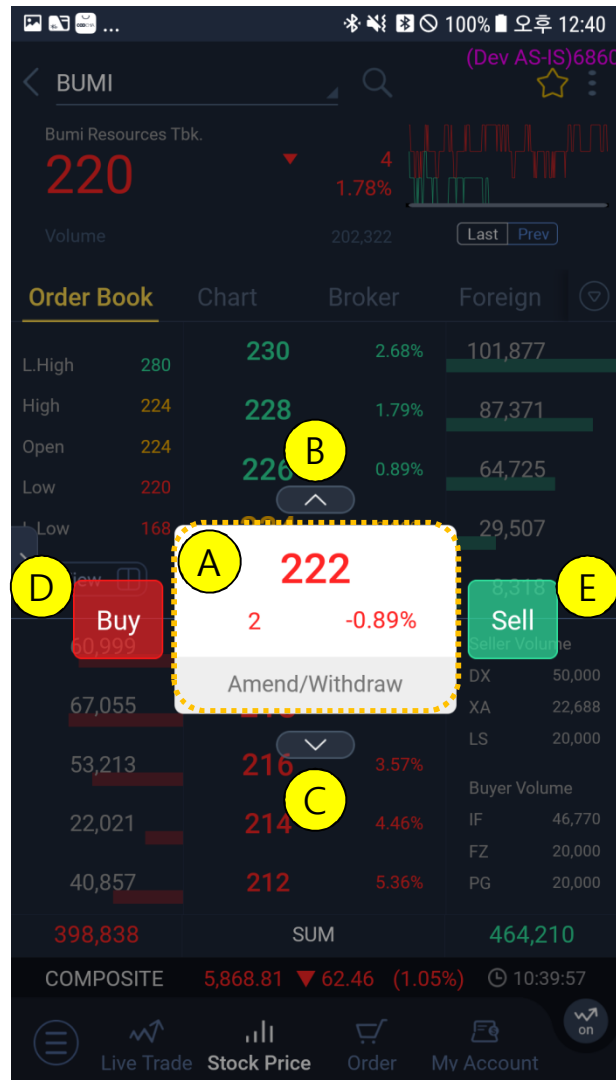 ... 100% 오후 12:40
(Dev AS-IS)6860
BUMI
Bumi Resources Tbk.
220
4
1.78%
Volume 202,322
Last Prev
Order Book Chart Broker Foreign
230 2.68% 101,877
L.High 280
High 224
228 1.79% 87,371
B
Open 224
226 0.89% 64,725
Low 220
168
29,507
A
222
D
E
8,318
Buy
2 -0.89%
Sell
60,999
Seller Volume
Amend/Withdraw
DX 50,000
67,055
XA 22,688
LS 20,000
53,213 216 3.57%
Buyer Volume
C
22,021 214 4.46%
IF 46,770
FZ 20,000
40,857 212 5.36%
PG 20,000
398,838 SUM 464,210
COMPOSITE 5,868.81 ▼ 62.46 (1.05%) 10:39:57
on
Live Trade Stock Price Order My Account